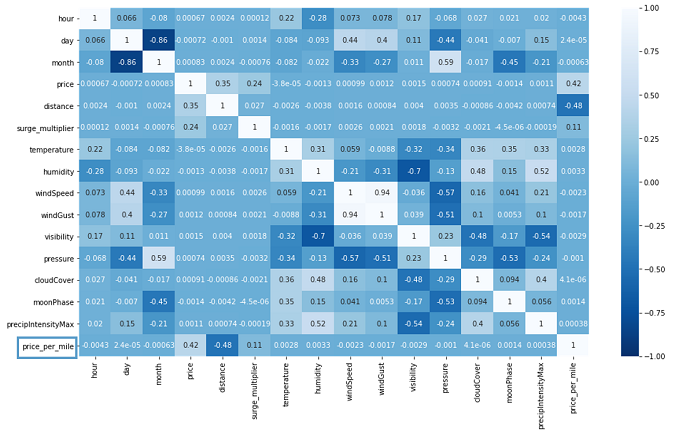 hour 1 0.066 -0.08 0.00067 0.0024 0.00012 0.22 -0.28 0.073 0.078 0.17 -0.068 0.027 0.021 0.02 -0.0043
day 0.066 1 -0.86 -0.00072 -0.001 0.0014 -0.084 -0.093 0.44 0.4 0.11 -0.44 -0.041 -0.007 0.15 2.4e-05
month -0.08 -0.86 1 0.00083 0.0024 -0.00076 -0.082 -0.022 -0.33 -0.27 0.011 0.59 -0.017 -0.45 -0.21 -0.00063
price 0.00067 -0.00072 0.00083 1 0.35 0.24 -3.8e-05 -0.0013 0.00099 0.0012 0.0015 0.00074 0.00091 -0.0014 0.0011 0.42
distance 0.0024 -0.001 0.0024 0.35 1 0.027 -0.0026 -0.0038 0.0016 0.00084 0.004 0.0035 -0.00086 -0.0042 0.00074 -0.48
surge_multiplier 0.00012 0.0014 -0.00076 0.24 0.027 1 -0.0016 -0.0017 0.0026 0.0021 0.0018 -0.0032 -0.0021 -4.5e-06 -0.00019 0.11
temperature 0.22 -0.084 -0.082 -3.8e-05 -0.0026 -0.0016 1 0.31 0.059 -0.0088 -0.32 -0.34 0.36 0.35 0.33 0.0028
humidity -0.28 -0.093 -0.022 -0.0013 -0.0038 -0.0017 0.31 1 -0.21 -0.31 -0.7 -0.13 0.48 0.15 0.52 0.0033
windSpeed 0.073 0.44 -0.33 0.00099 0.0016 0.0026 0.059 -0.21 1 0.94 -0.036 -0.57 0.16 0.041 0.21 -0.0023
windGust 0.078 0.4 -0.27 0.0012 0.00084 0.0021 -0.0088 -0.31 0.94 1 0.039 -0.51 0.1 0.0053 0.1 -0.0017
visibility 0.17 0.11 0.011 0.0015 0.004 0.0018 -0.32 -0.7 -0.036 0.039 1 0.23 -0.48 -0.17 -0.54 -0.0029
pressure -0.068 -0.44 0.59 0.00074 0.0035 -0.0032 -0.34 -0.13 -0.57 -0.51 0.23 1 -0.29 -0.53 -0.24 -0.001
cloudCover 0.027 -0.041 -0.017 0.00091 -0.00086 -0.0021 0.36 0.48 0.16 0.1 -0.48 -0.29 1 0.094 0.4 4.1e-06
moonPhase 0.021 -0.007 -0.45 -0.0014 -0.0042 -4.5e-06 0.35 0.15 0.041 0.0053 -0.17 -0.53 0.094 1 0.056 0.0014
precipIntensityMax 0.02 0.15 -0.21 0.0011 0.00074 -0.00019 0.33 0.52 0.21 0.1 -0.54 -0.24 0.4 0.056 1 0.00038
price_per_mile -0.0043 2.4e-05 -0.00063 0.42 -0.48 0.11 0.0028 0.0033 -0.0023 -0.0017 -0.0029 -0.001 4.1e-06 0.0014 0.00038 1
hour day month price distance surge_multiplier temperature humidity windSpeed windGust visibility pressure cloudCover moonPhase precipIntensityMax price_per_mile
1.00
0.75
0.50
0.25
0.00
-0.25
-0.50
-0.75
-1.00